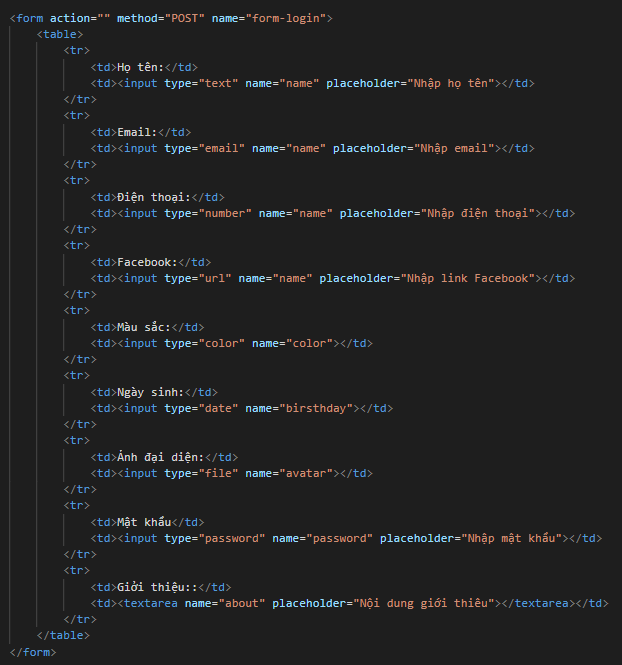 <form action="" method="POST" name="form-login">
<table>
<tr>
<td>Họ tên:</td>
<td><input type="text" name="name" placeholder="Nhập họ tên"></td>
</tr>
<tr>
<td>Email:</td>
<td><input type="email" name="name" placeholder="Nhập email"></td>
</tr>
<tr>
<td>Điện thoại:</td>
<td><input type="number" name="name" placeholder="Nhập điện thoại"></td>
</tr>
<tr>
<td>Facebook:</td>
<td><input type="url" name="name" placeholder="Nhập link Facebook"></td>
</tr>
<tr>
<td>Màu sắc:</td>
<td><input type="color" name="color"></td>
</tr>
<tr>
<td>Ngày sinh:</td>
<td><input type="date" name="birsthday"></td>
</tr>
<tr>
<td>Ảnh đại diện:</td>
<td><input type="file" name="avatar"></td>
</tr>
<tr>
<td>Mật khẩu</td>
<td><input type="password" name="password" placeholder="Nhập mật khẩu"></td>
</tr>
<tr>
<td>Giới thiệu::</td>
<td><textarea name="about" placeholder="Nội dung giới thiêu"></textarea></td>
</tr>
</table>
</form>